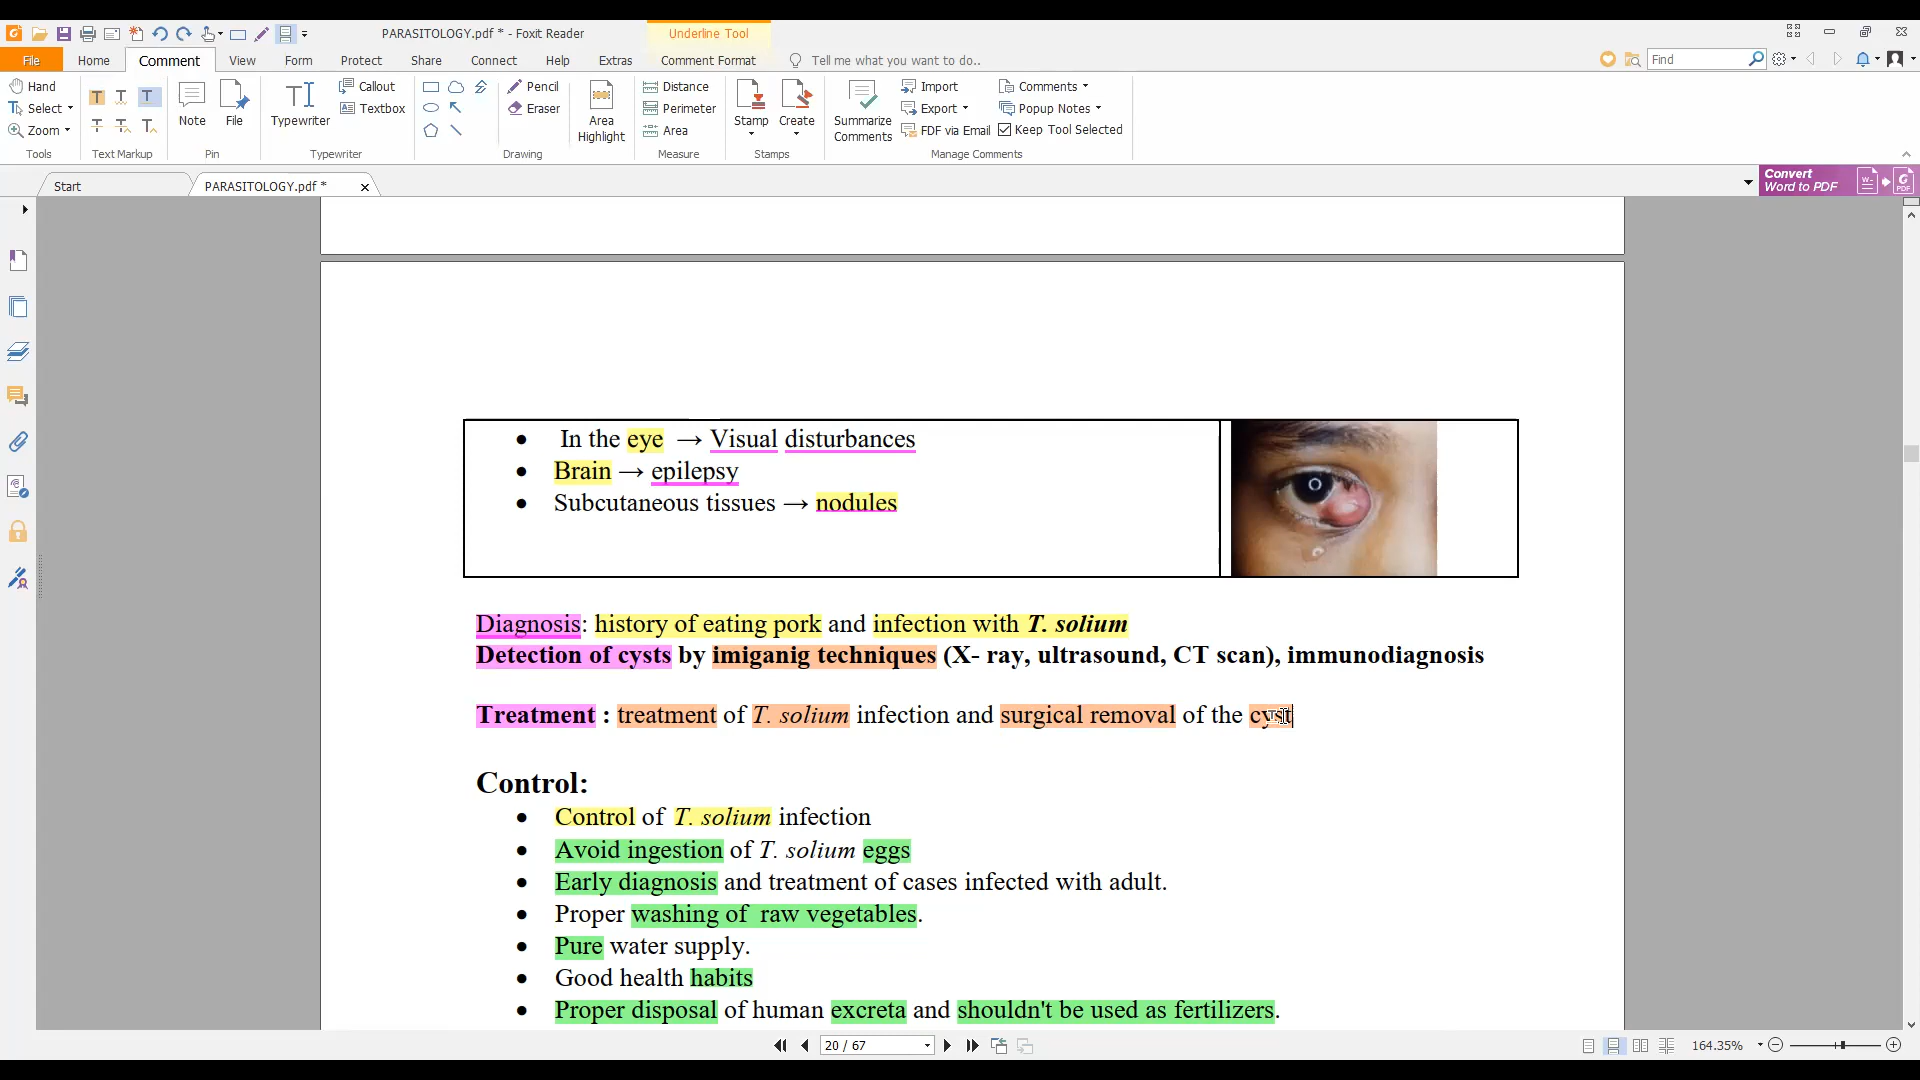 PARASITOLOGY.pdf * - Foxit Reader
Underline Tool
File Home Comment View Form Protect Share Connect Help Extras Comment Format Tell me what you want to do.. Find
Hand
Select
Zoom
Tools
Text Markup
Note
File
Pin
Typewriter
Callout
Textbox
Typewriter
Pencil
Eraser
Drawing
Area
Highlight
Distance
Perimeter
Area
Measure
Stamp
Create
Stamps
Summarize
Comments
Import
Export
FDF via Email
Comments
Popup Notes
Keep Tool Selected
Manage Comments
Start
PARASITOLOGY.pdf *
Convert
Word to PDF
• In the eye → Visual disturbances
• Brain → epilepsy
• Subcutaneous tissues → nodules
Diagnosis: history of eating pork and infection with T. solium
Detection of cysts by imiganig techniques (X- ray, ultrasound, CT scan), immunodiagnosis
Treatment : treatment of T. solium infection and surgical removal of the cyst
Control:
• Control of T. solium infection
• Avoid ingestion of T. solium eggs
• Early diagnosis and treatment of cases infected with adult.
• Proper washing of raw vegetables.
• Pure water supply.
• Good health habits
• Proper disposal of human excreta and shouldn't be used as fertilizers.
20 / 67
164.35%